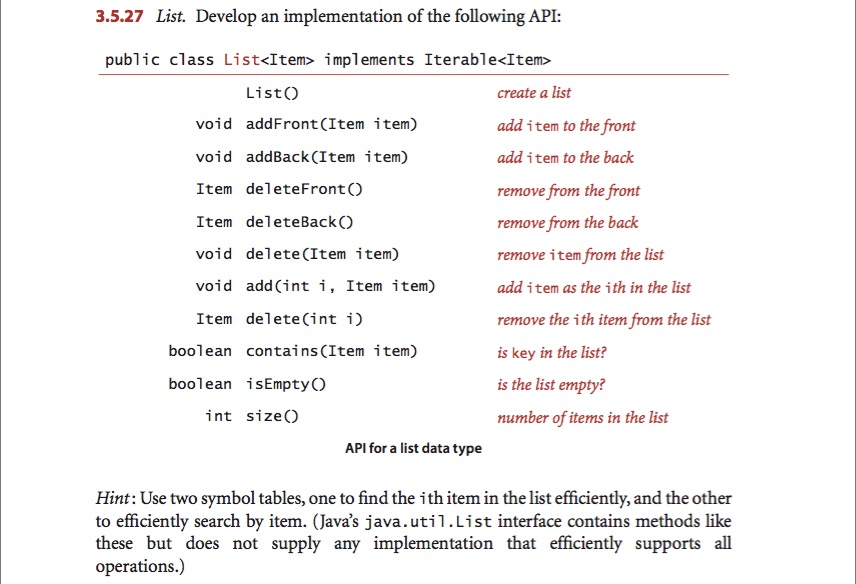 3.5.27 List. Develop an implementation of the following API:
public class List<Item> implements Iterable<Item>
List() create a list
void addFront(Item item) add item to the front
void addBack(Item item) add item to the back
Item deleteFront() remove from the front
Item deleteBack() remove from the back
void delete(Item item) remove item from the list
void add(int i, Item item) add item as the ith in the list
Item delete(int i) remove the ith item from the list
boolean contains(Item item) is key in the list?
boolean isEmpty() is the list empty?
int size() number of items in the list
API for a list data type
Hint: Use two symbol tables, one to find the ith item in the list efficiently, and the other
to efficiently search by item. (Java's java.util.List interface contains methods like
these but does not supply any implementation that efficiently supports all
operations.)